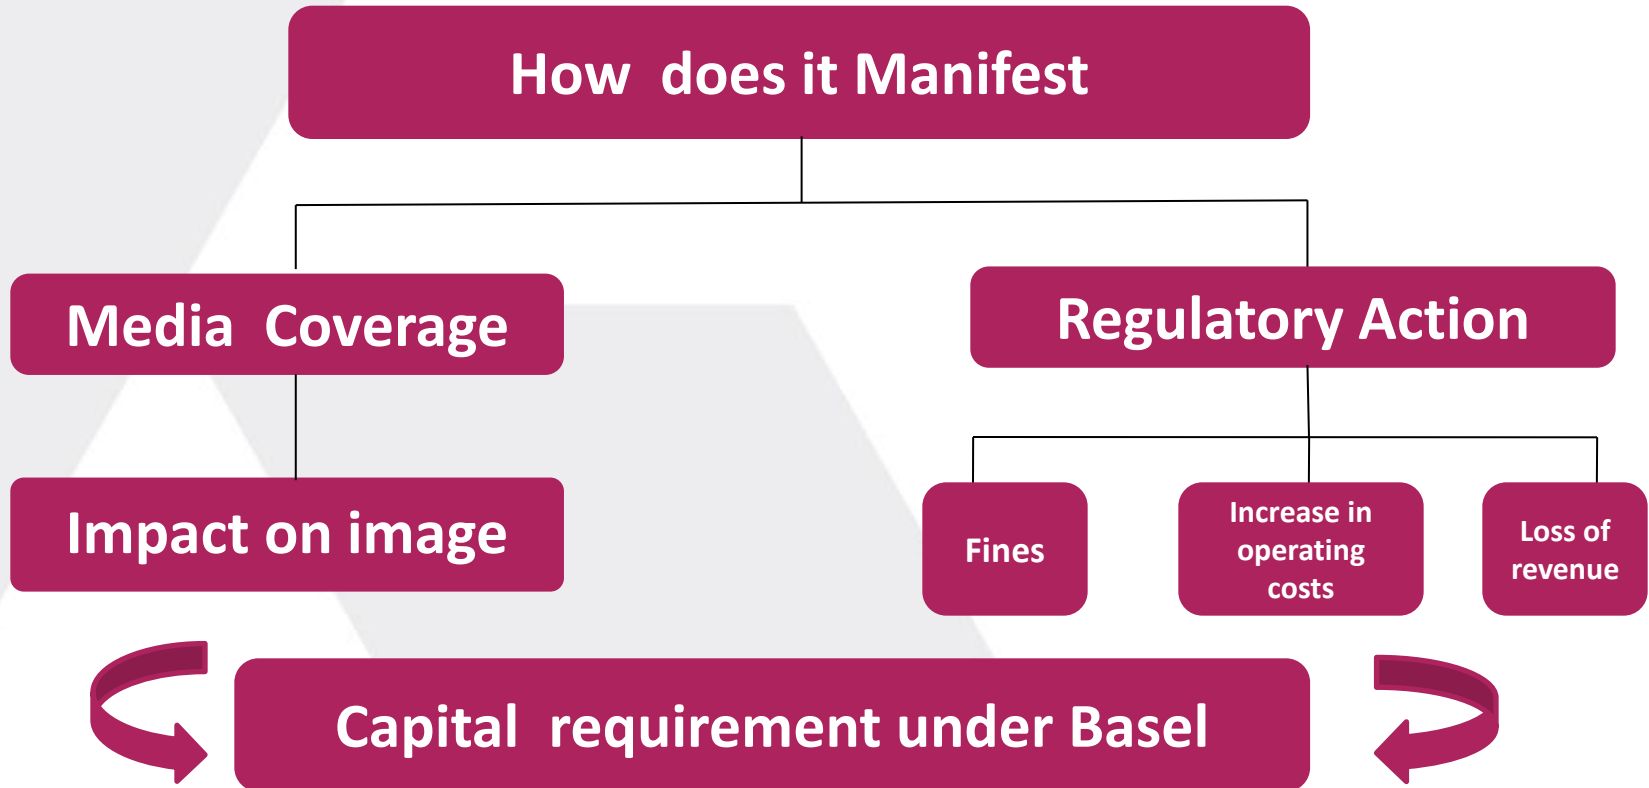 How  does it Manifest
Media  Coverage
Regulatory Action
Impact on image
Fines
Increase in
operating
costs
Loss of
revenue
Capital  requirement under Basel